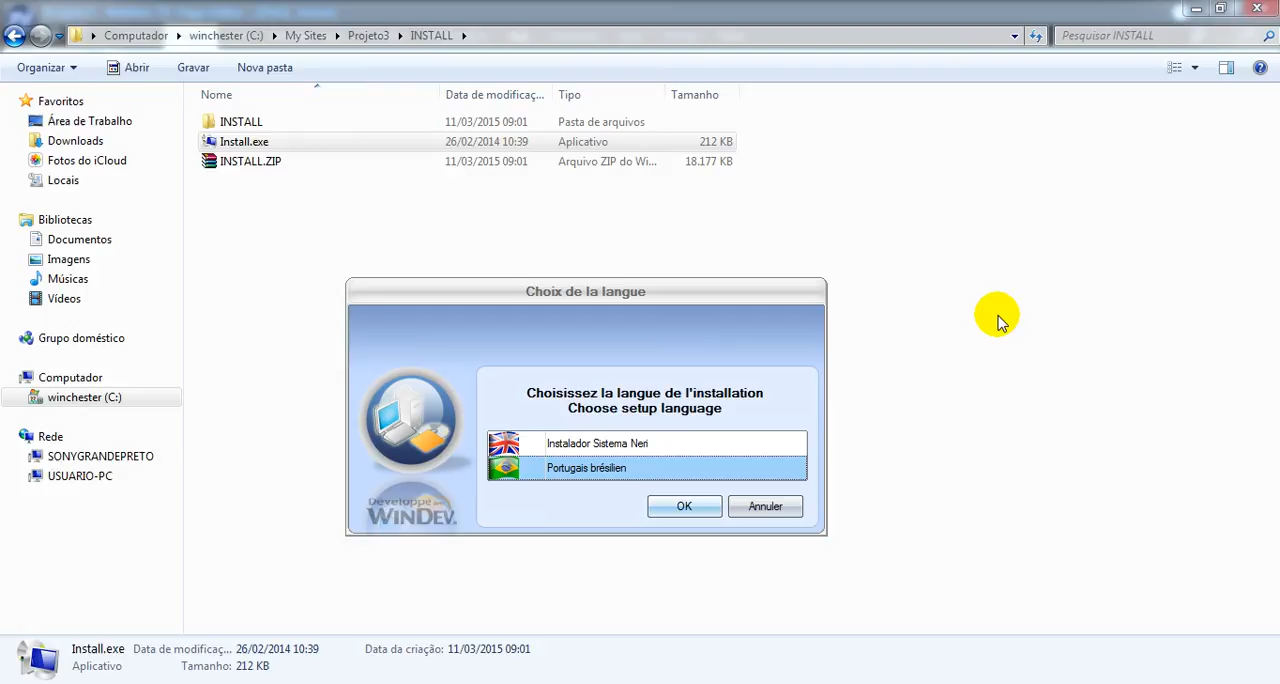 Computador winchester (C:) My Sites Projeto3 INSTALL
Pesquisar INSTALL
Organizar Abrir Gravar Nova pasta
Nome Data de modificaç... Tipo Tamanho
INSTALL 11/03/2015 09:01 Pasta de arquivos
Install.exe 26/02/2014 10:39 Aplicativo 212 KB
INSTALL.ZIP 11/03/2015 09:01 Arquivo ZIP do Wi... 18.177 KB
Favoritos
Área de Trabalho
Downloads
Fotos do iCloud
Locais
Bibliotecas
Documentos
Imagens
Músicas
Vídeos
Grupo doméstico
Computador
winchester (C:)
Rede
SONYGRANDEPRETO
USUARIO-PC
Choix de la langue
Choisissez la langue de l'installation
Choose setup language
Instalador Sistema Neri
Portugais brésilien
OK Annuler
WINDEV.
Install.exe Data de modificaç... 26/02/2014 10:39 Data da criação: 11/03/2015 09:01
Aplicativo Tamanho: 212 KB